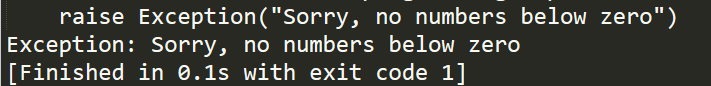 raise Exception("Sorry, no numbers below zero")
Exception: Sorry, no numbers below zero
[Finished in 0.1s with exit code 1]